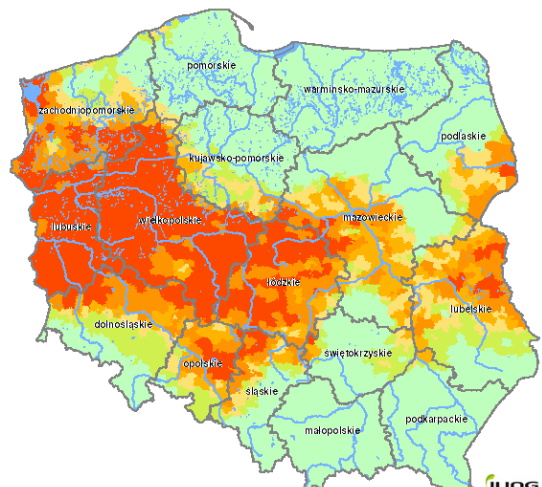 pomorskie
warmińsko-mazurskie
zachodniopomorskie
podlaskie
kujawsko-pomorskie
mazowieckie
wielkopolskie
lubuskie
łódzkie
lubelskie
dolnośląskie
świętokrzyskie
opolskie
śląskie
podkarpackie
małopolskie